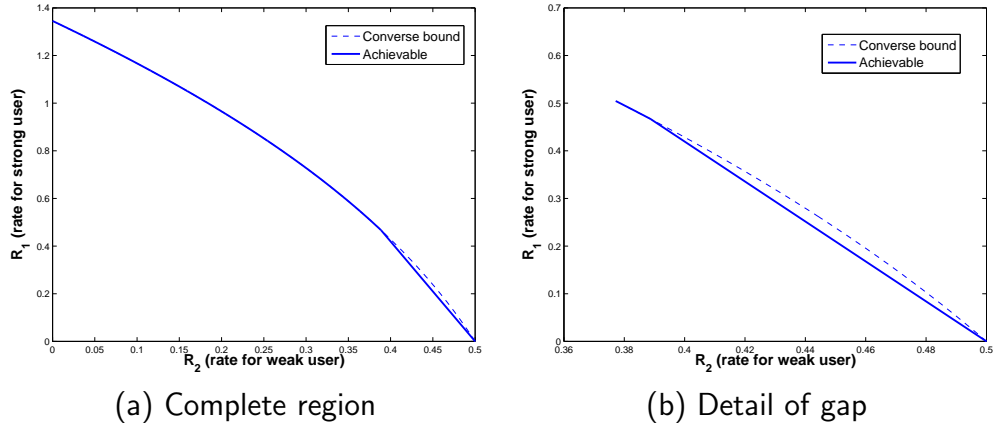 1.4
1.2
1
0.8
0.6
0.4
0.2
0
R1 (rate for strong user)
Converse bound
Achievable
0 0.05 0.1 0.15 0.2 0.25 0.3 0.35 0.4 0.45 0.5
R2 (rate for weak user)
(a) Complete region
0.7
0.6
0.5
0.4
0.3
0.2
0.1
0
R1 (rate for strong user)
Converse bound
Achievable
0.36 0.38 0.4 0.42 0.44 0.46 0.48 0.5
R2 (rate for weak user)
(b) Detail of gap